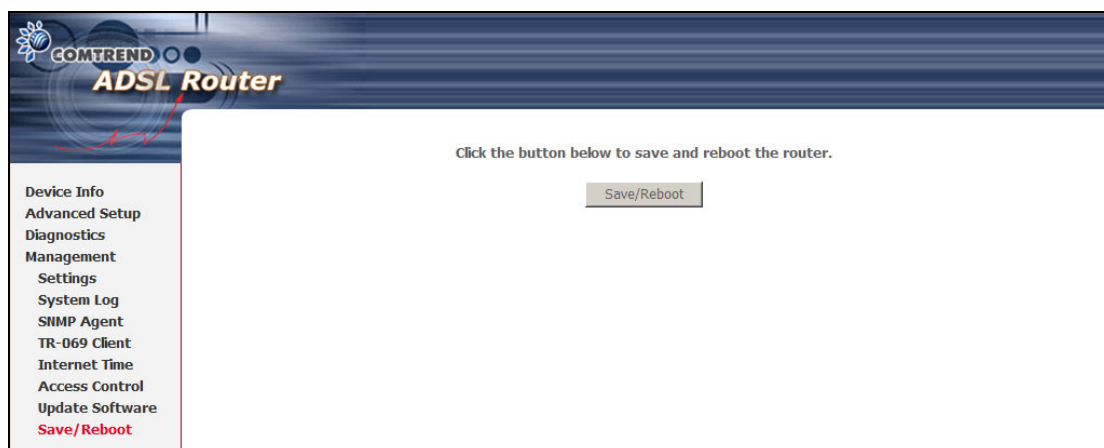 COMTREND
ADSL Router
Click the button below to save and reboot the router.
Save/Reboot
Device Info
Advanced Setup
Diagnostics
Management
Settings
System Log
SNMP Agent
TR-069 Client
Internet Time
Access Control
Update Software
Save/Reboot